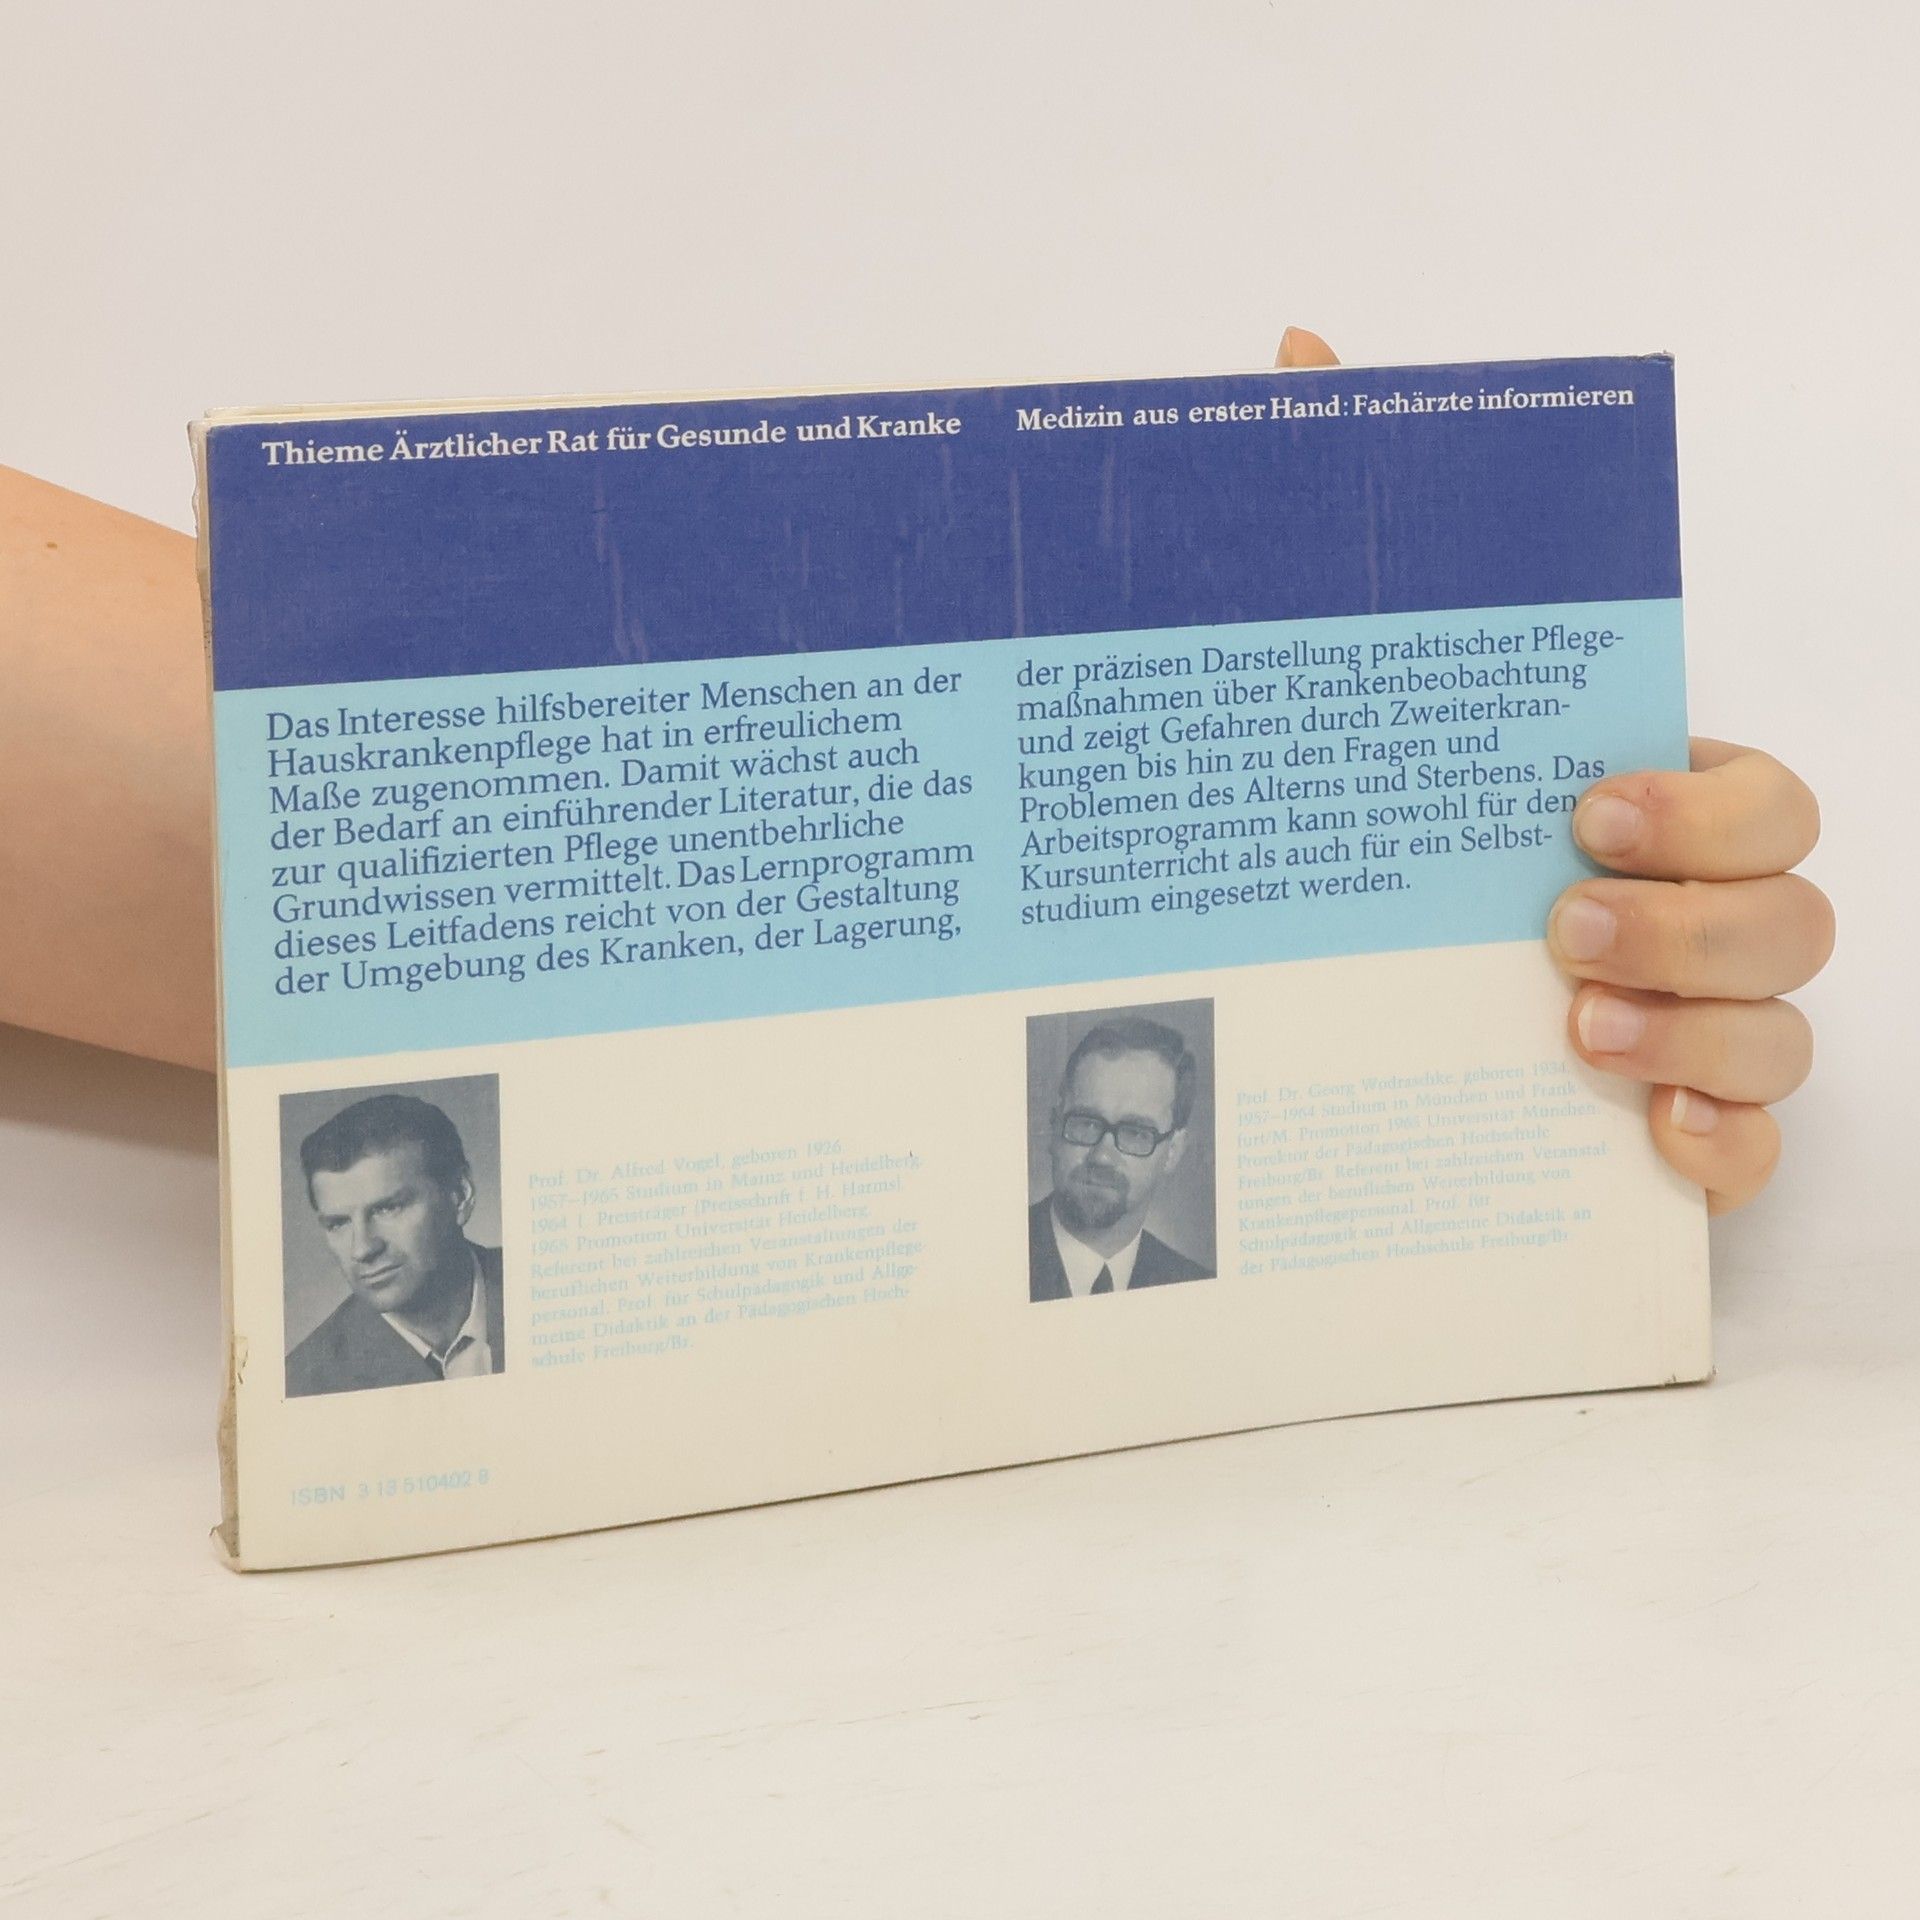 Thieme Ärztlicher Rat für Gesunde und Kranke
Medizin aus erster Hand: Fachärzte informieren
Das Interesse hilfsbereiter Menschen an der
Hauskrankenpflege hat in erfreulichem
Maße zugenommen. Damit wächst auch
der Bedarf an einführender Literatur, die das
zur qualifizierten Pflege unentbehrliche
Grundwissen vermittelt. Das Lernprogramm
dieses Leitfadens reicht von der Gestaltung
der Umgebung des Kranken, der Lagerung,
der präzisen Darstellung praktischer Pflege-
maßnahmen über Krankenbeobachtung
und zeigt Gefahren durch Zweiterkran-
kungen bis hin zu den Fragen und
Problemen des Alterns und Sterbens. Das
Arbeitsprogramm kann sowohl für den
Kursunterricht als auch für ein Selbst-
studium eingesetzt werden.
Prof. Dr. Alfred Vogel, geboren 1926
1957–1965 Studium in Mainz und Heidelberg.
1964 1. Preisträger (Preisschrift f. H. Harms).
1965 Promotion Universität Heidelberg.
Referent bei zahlreichen Veranstaltungen der
beruflichen Weiterbildung von Krankenpflege-
personal. Prof. für Schulpädagogik und Allge-
meine Didaktik an der Pädagogischen Hoch-
schule Freiburg/Br.
Prof. Dr. Georg Wodraschke, geboren 1934.
1957–1964 Studium in München und Frank-
furt/M. Promotion 1965 Universität München.
Prorektor der Pädagogischen Hochschule
Freiburg/Br. Referent bei zahlreichen Veranstal-
tungen der beruflichen Weiterbildung von
Krankenpflegepersonal. Prof. für
Schulpädagogik und Allgemeine Didaktik an
der Pädagogischen Hochschule Freiburg/Br.
ISBN 3 13 510402 8